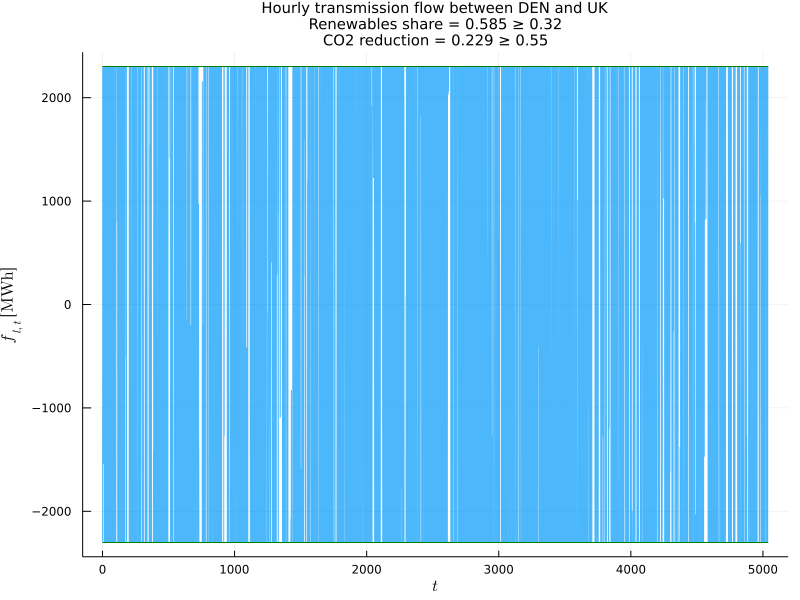 Hourly transmission flow between DEN and UK
Renewables share = 0.585 ≥ 0.32
CO2 reduction = 0.229 ≥ 0.55
2000
1000
0
−1000
−2000
f_{l,t} [MWh]
0 1000 2000 3000 4000 5000
t